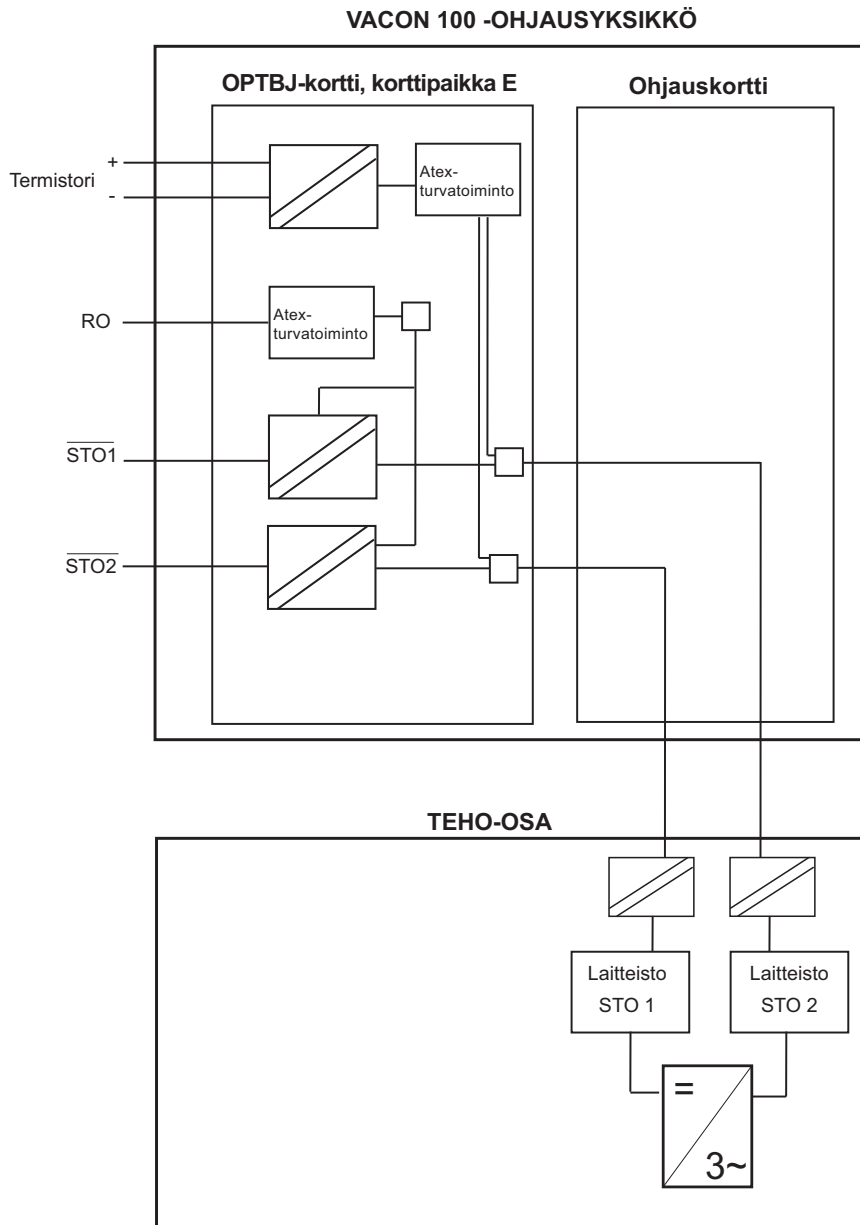 VACON 100 -OHJAUSYKSIKKÖ
OPTBJ-kortti, korttipaikka E
Ohjauskortti
Termistori
+
-
Atex-
turvatoiminto
RO
Atex-
turvatoiminto
STO1
STO2
TEHO-OSA
Laitteisto
STO 1
Laitteisto
STO 2
=
3~